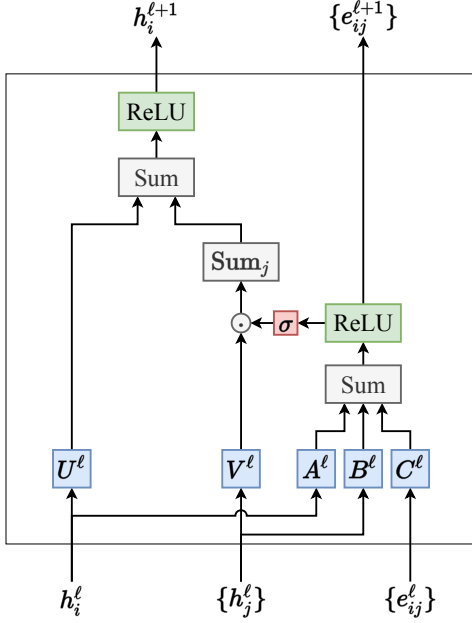 h_i^{ℓ+1} {e_{ij}^{ℓ+1}}
ReLU
Sum
Sum_j
· σ ReLU
Sum
U^ℓ V^ℓ A^ℓ B^ℓ C^ℓ
h_i^ℓ {h_j^ℓ} {e_{ij}^ℓ}